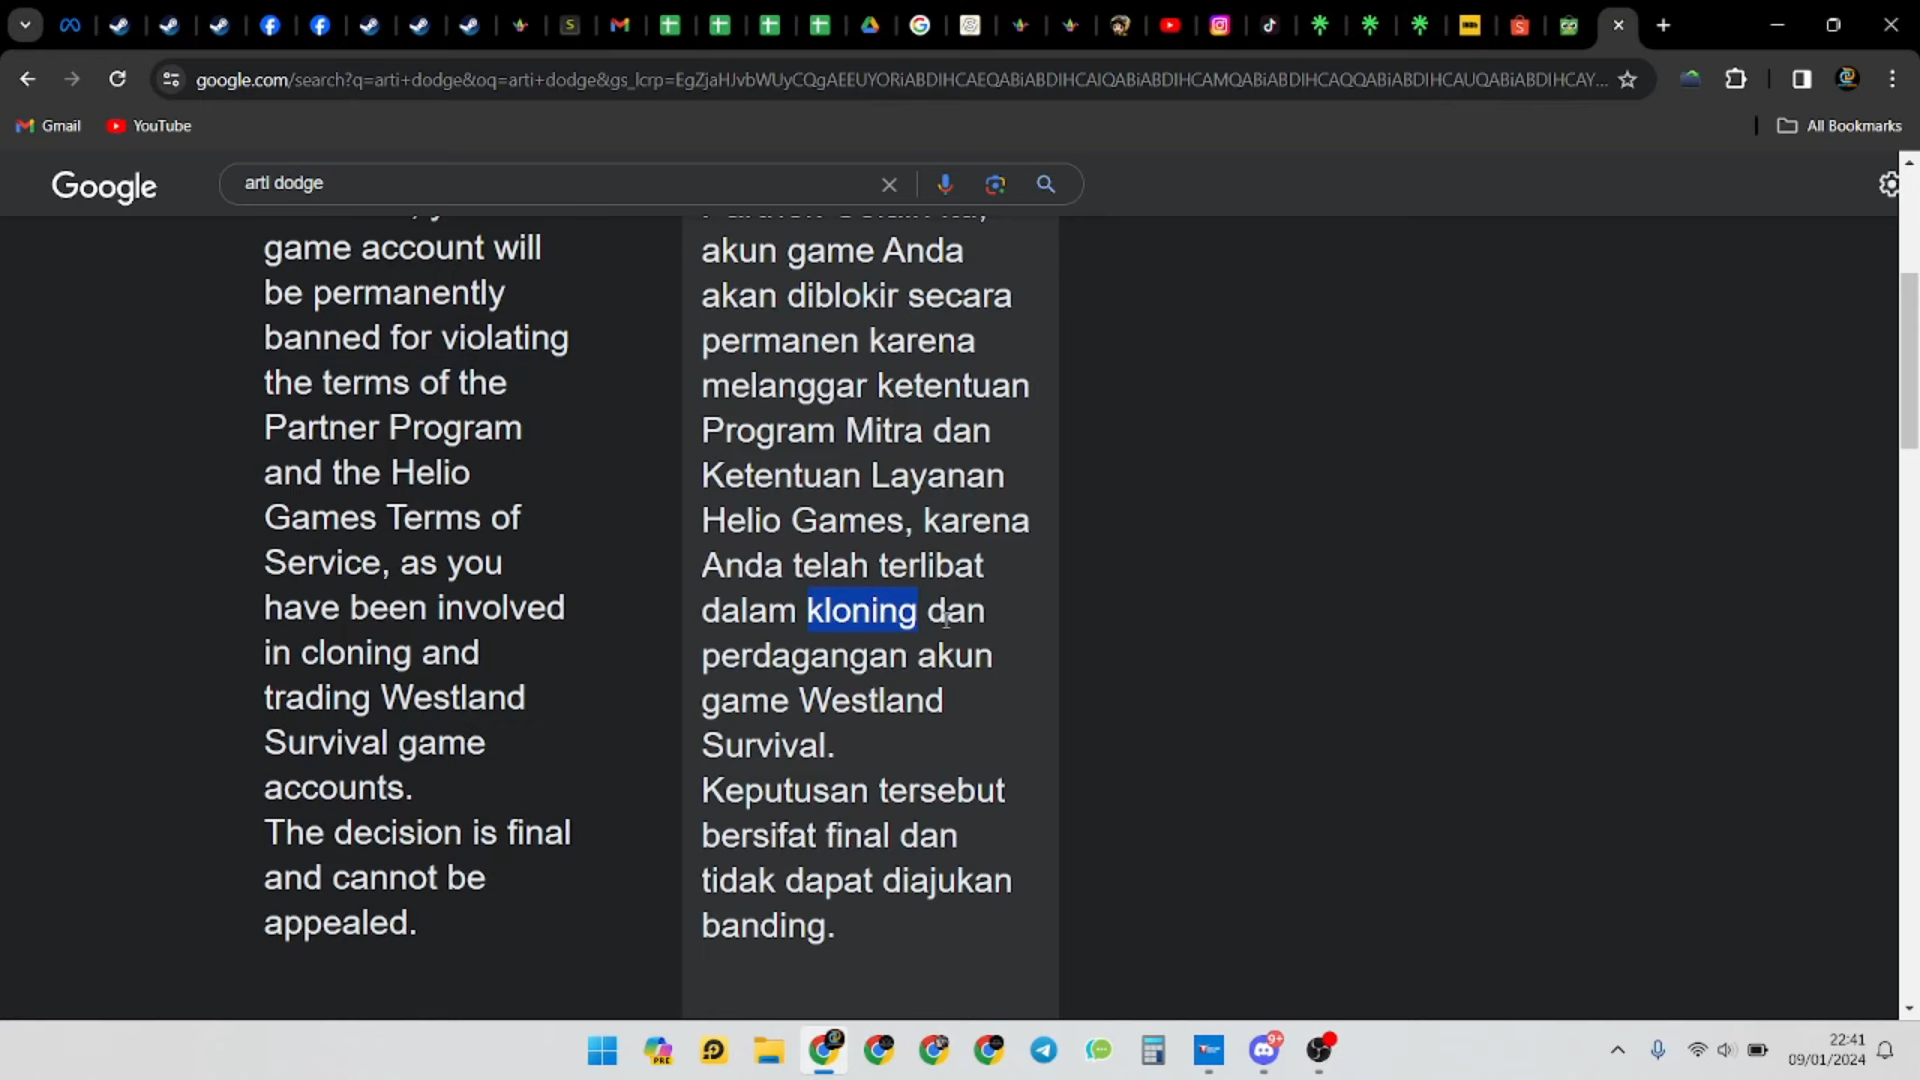 google.com/search?q=arti+dodge&oq=arti+dodge&gs_lcrp=EgZjaHJvbWUyCQgAEEUYORiABDIHCAEQABiABDIHCAIQABiABDIHCAMQABiABDIHCAQQABiABDIHCAUQABiABDIHCAY...
Gmail
YouTube
All Bookmarks
Google
arti dodge
game account will
be permanently
banned for violating
the terms of the
Partner Program
and the Helio
Games Terms of
Service, as you
have been involved
in cloning and
trading Westland
Survival game
accounts.
The decision is final
and cannot be
appealed.
akun game Anda
akan diblokir secara
permanen karena
melanggar ketentuan
Program Mitra dan
Ketentuan Layanan
Helio Games, karena
Anda telah terlibat
dalam kloning dan
perdagangan akun
game Westland
Survival.
Keputusan tersebut
bersifat final dan
tidak dapat diajukan
banding.
PRE
9+
22:41
09/01/2024